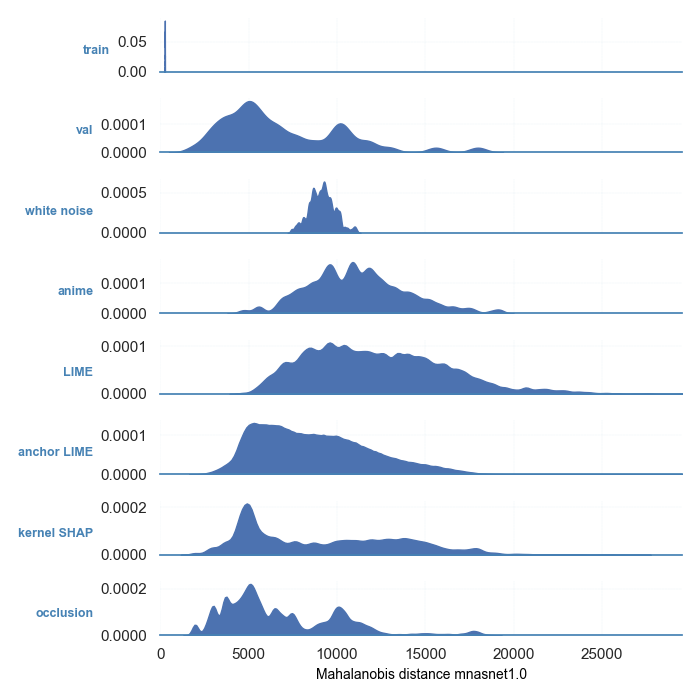 0.05
train
0.00
val
0.0001
0.0000
0.0005
white noise
0.0000
anime
0.0001
0.0000
0.0001
LIME
0.0000
0.0001
anchor LIME
0.0000
0.0002
kernel SHAP
0.0000
0.0002
occlusion
0.0000
0 5000 10000 15000 20000 25000
Mahalanobis distance mnasnet1.0